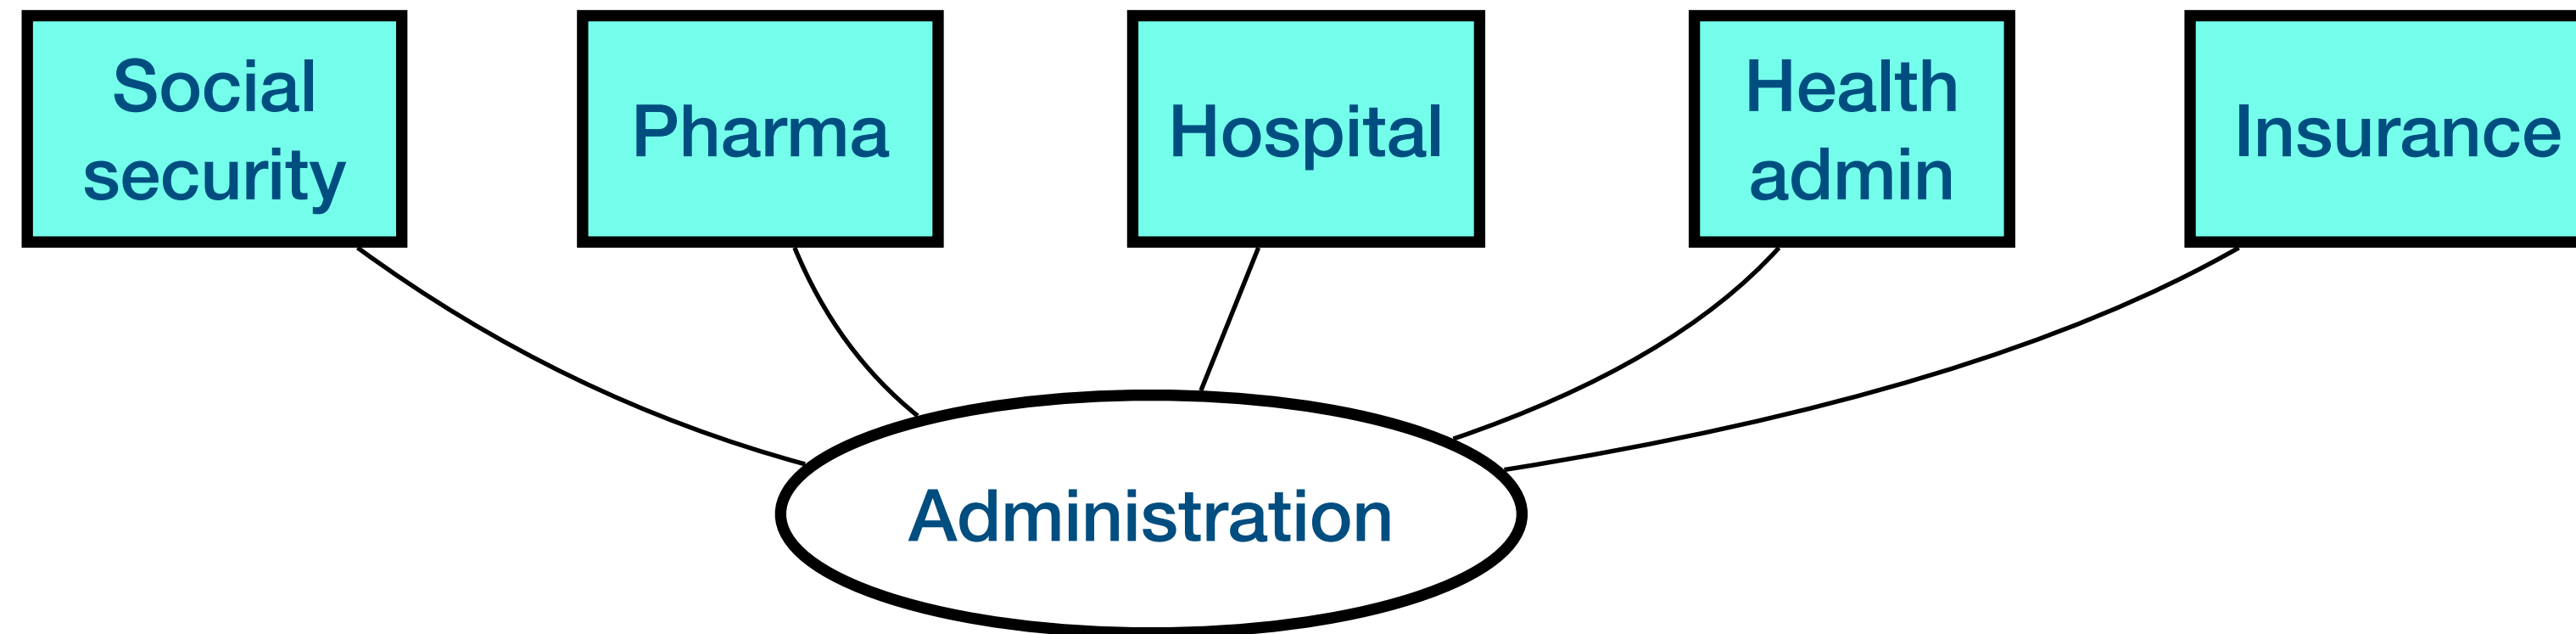 Social
security
Pharma
Hospital
Health
admin
Insurance
Administration